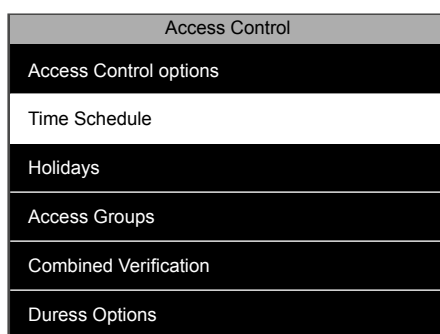 Access Control
Access Control options
Time Schedule
Holidays
Access Groups
Combined Verification
Duress Options